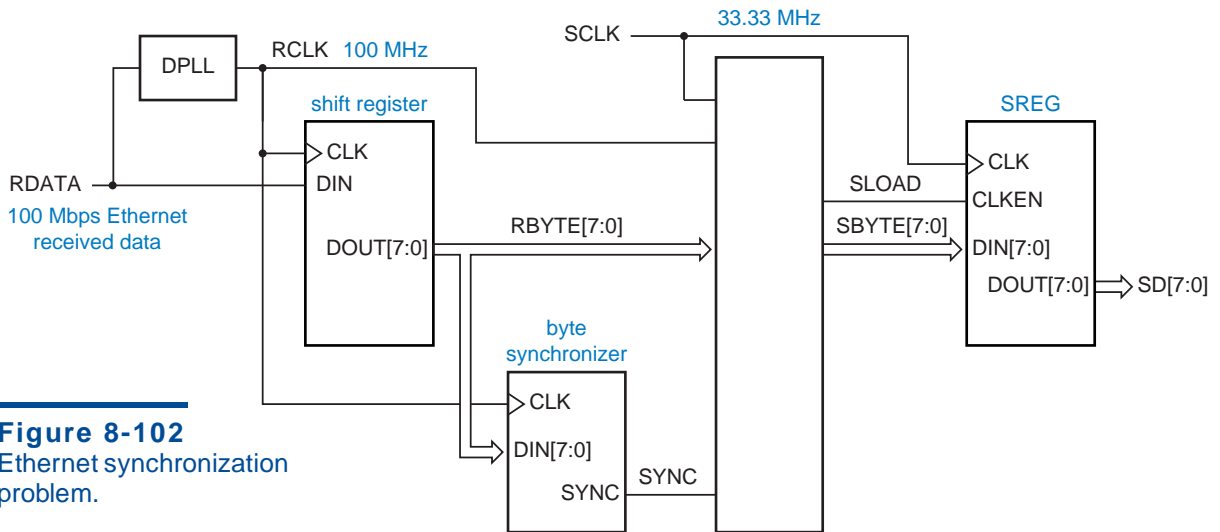 33.33 MHz
SCLK
DPLL
RCLK 100 MHz
shift register
SREG
CLK
CLK
RDATA
DIN
SLOAD
CLKEN
100 Mbps Ethernet
received data
RBYTE[7:0]
SBYTE[7:0]
DOUT[7:0]
DIN[7:0]
DOUT[7:0]
SD[7:0]
byte
synchronizer
CLK
Figure 8-102
Ethernet synchronization
problem.
DIN[7:0]
SYNC
SYNC